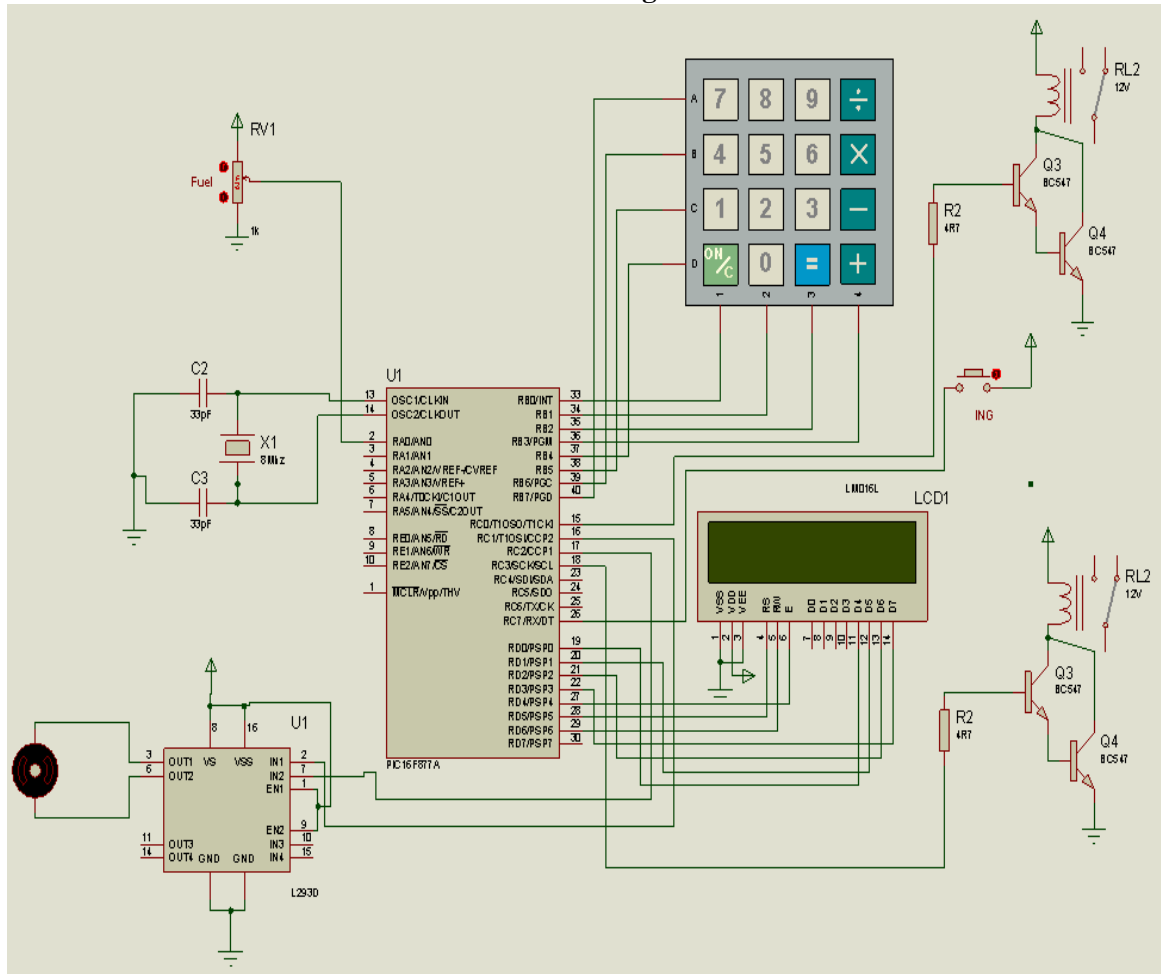 RV1
Fuel
1k
A
7
8
9
÷
B
4
5
6
X
C
1
2
3
−
D
ON/C
0
=
+
1
2
3
4
RL2
12V
Q3
BC547
R2
4R7
Q4
BC547
C2
33pF
X1
8Mhz
C3
33pF
U1
13 OSC1/CLKIN
14 OSC2/CLKOUT
2 RA0/AN0
3 RA1/AN1
4 RA2/AN2/VREF-/CVREF
5 RA3/AN3/VREF+
6 RA4/T0CKI/C1OUT
7 RA5/AN4/SS/C2OUT
8 RE0/AN5/RD
9 RE1/AN6/WR
10 RE2/AN7/CS
1 MCLR/Vpp/THV
RB0/INT 33
RB1 34
RB2 35
RB3/PGM 36
RB4 37
RB5 38
RB6/PGC 39
RB7/PGD 40
RC0/T1OSO/T1CKI 15
RC1/T1OSI/CCP2 16
RC2/CCP1 17
RC3/SCK/SCL 18
RC4/SDI/SDA 23
RC5/SDO 24
RC6/TX/CK 25
RC7/RX/DT 26
RD0/PSP0 19
RD1/PSP1 20
RD2/PSP2 21
RD3/PSP3 22
RD4/PSP4 27
RD5/PSP5 28
RD6/PSP6 29
RD7/PSP7 30
PIC16F877A
ING
LM016L
LCD1
VSS VDD VEE RS RW E D0 D1 D2 D3 D4 D5 D6 D7
1 2 3 4 5 6 7 8 9 10 11 12 13 14
RL2
12V
Q3
BC547
R2
4R7
Q4
BC547
U1
8 16
3 OUT1 VS VSS IN1 2
6 OUT2 IN2 7
EN1 1
EN2 9
11 OUT3 IN3 10
14 OUT4 GND GND IN4 15
L293D